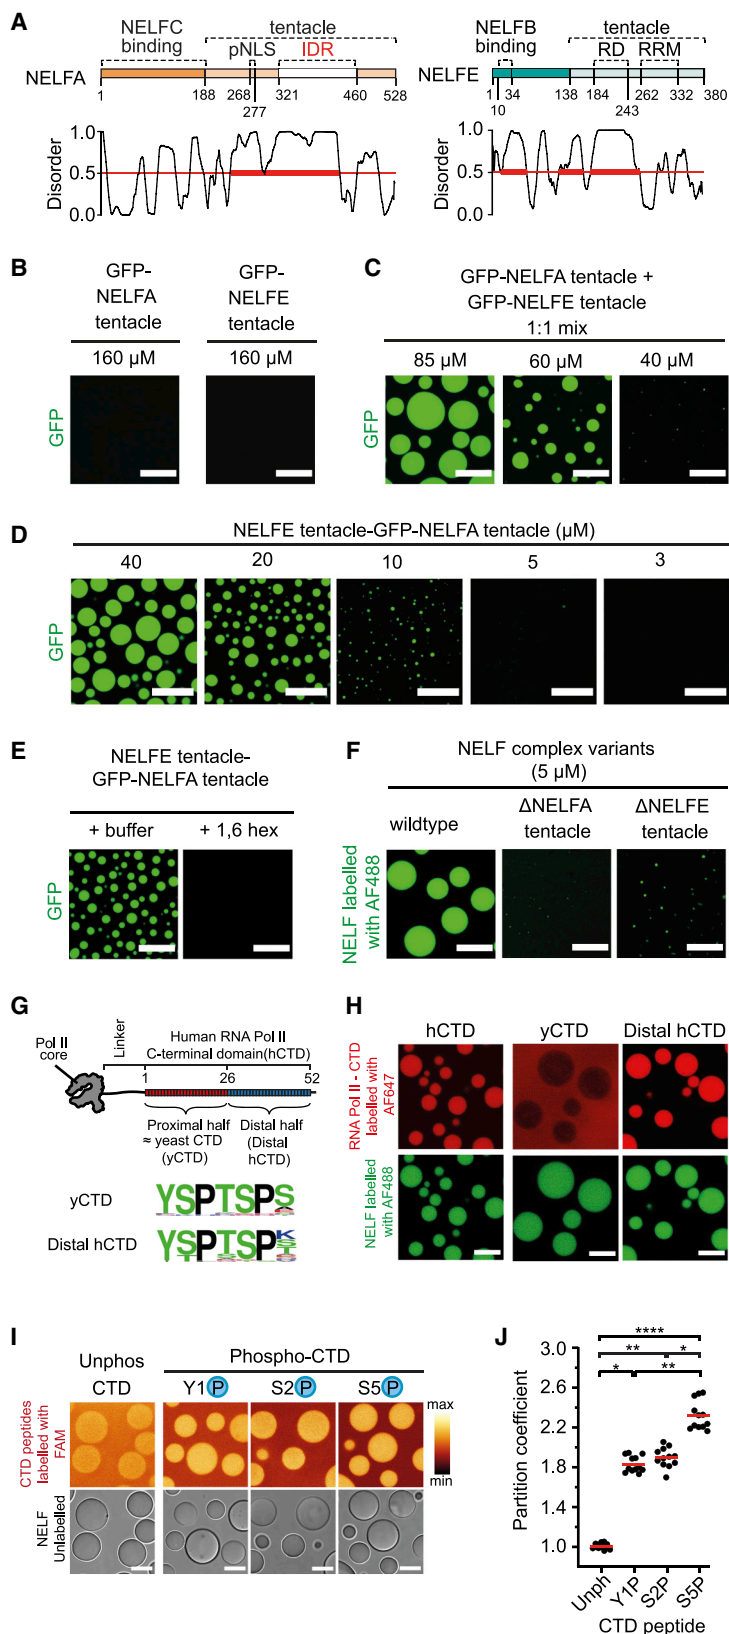 A
NELFC binding
tentacle
pNLS
IDR
NELFA
1
188
268
277
321
460
528
NELFB binding
tentacle
RD
RRM
NELFE
1
10
34
138
184
243
262
332
380
Disorder
1.0
0.5
0.0
Disorder
1.0
0.5
0.0
B
GFP-
NELFA
tentacle
160 µM
GFP-
NELFE
tentacle
160 µM
GFP
C
GFP-NELFA tentacle +
GFP-NELFE tentacle
1:1 mix
85 µM
60 µM
40 µM
GFP
D
NELFE tentacle-GFP-NELFA tentacle (µM)
40
20
10
5
3
GFP
E
NELFE tentacle-
GFP-NELFA tentacle
+ buffer
+ 1,6 hex
GFP
F
NELF complex variants
(5 µM)
wildtype
ΔNELFA
tentacle
ΔNELFE
tentacle
NELF labelled
with AF488
G
Pol II
core
Linker
Human RNA Pol II
C-terminal domain(hCTD)
1
26
52
Proximal half
≈ yeast CTD
(yCTD)
Distal half
(Distal
hCTD)
yCTD
YSPTSPS
Distal hCTD
YSPTSPK
H
hCTD
yCTD
Distal hCTD
RNA Pol II - CTD
labelled with
AF647
NELF labelled
with AF488
I
Unphos
CTD
Phospho-CTD
Y1 P
S2 P
S5 P
CTD peptides
labelled with
FAM
max
min
NELF
Unlabelled
J
****
** *
* **
Partition coefficient
3.0
2.6
2.2
1.8
1.4
1.0
Unph
Y1P
S2P
S5P
CTD peptide